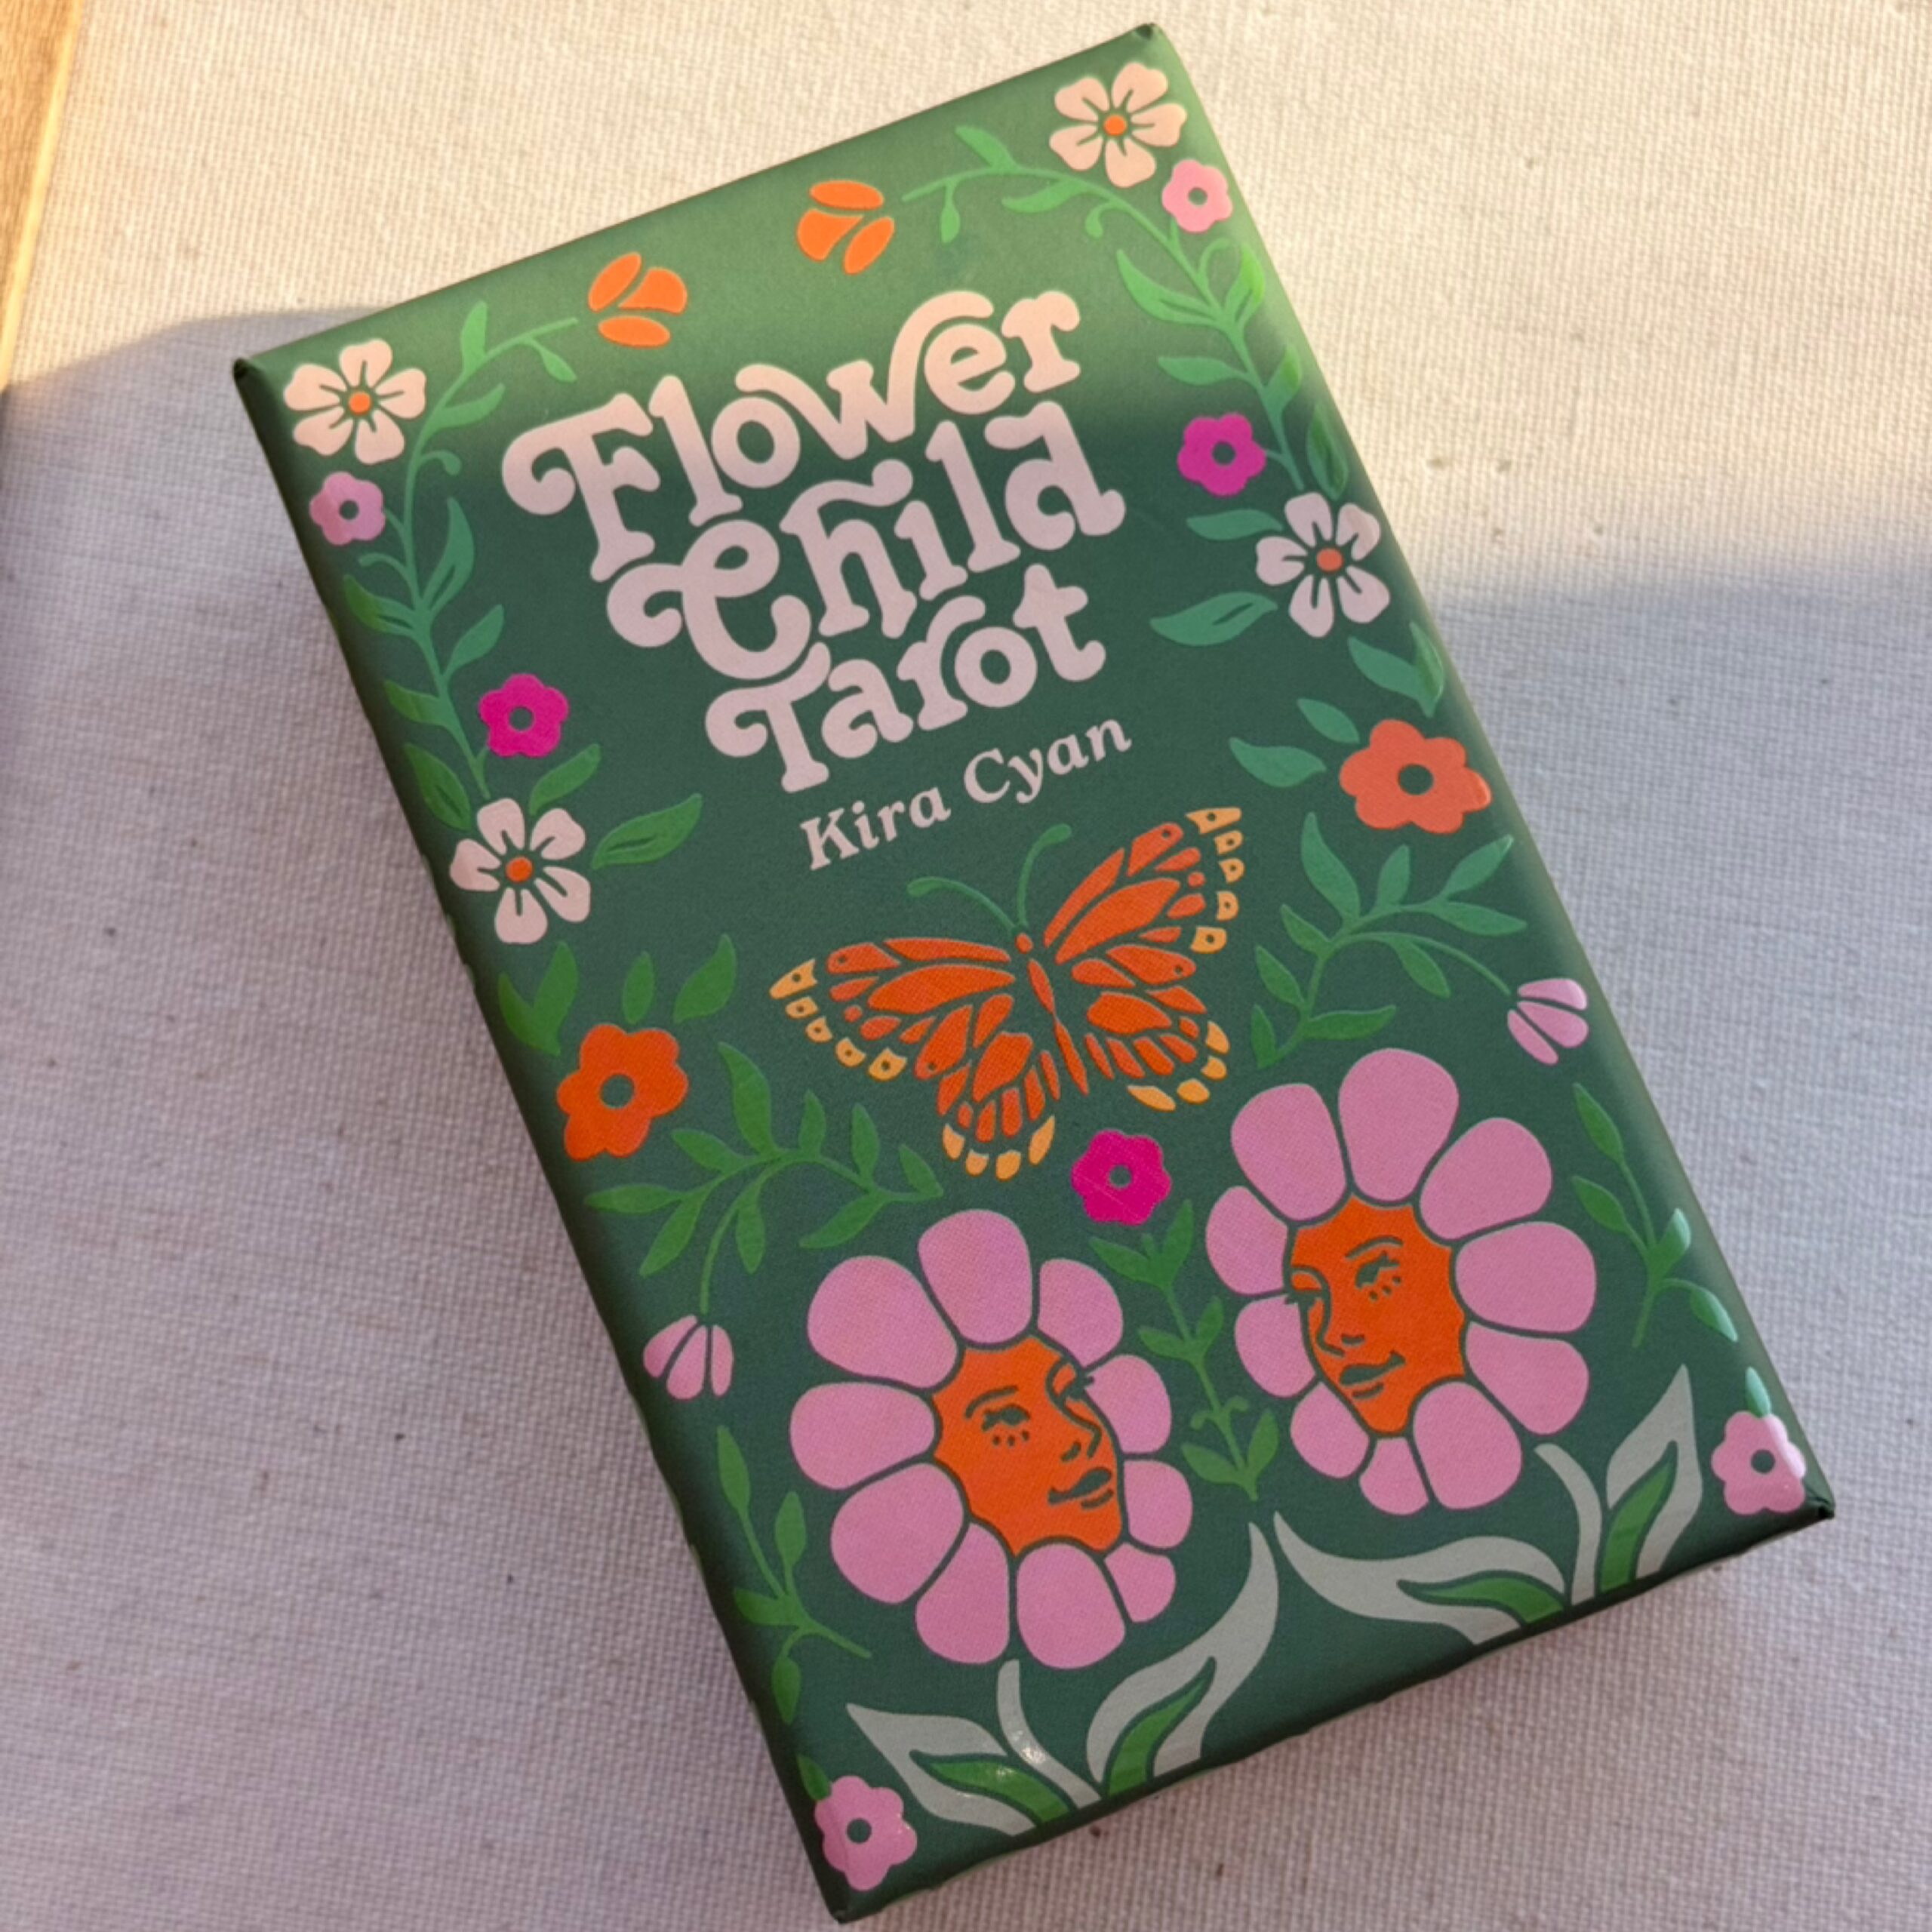 Flower
Child
Tarot
Kira Cyan